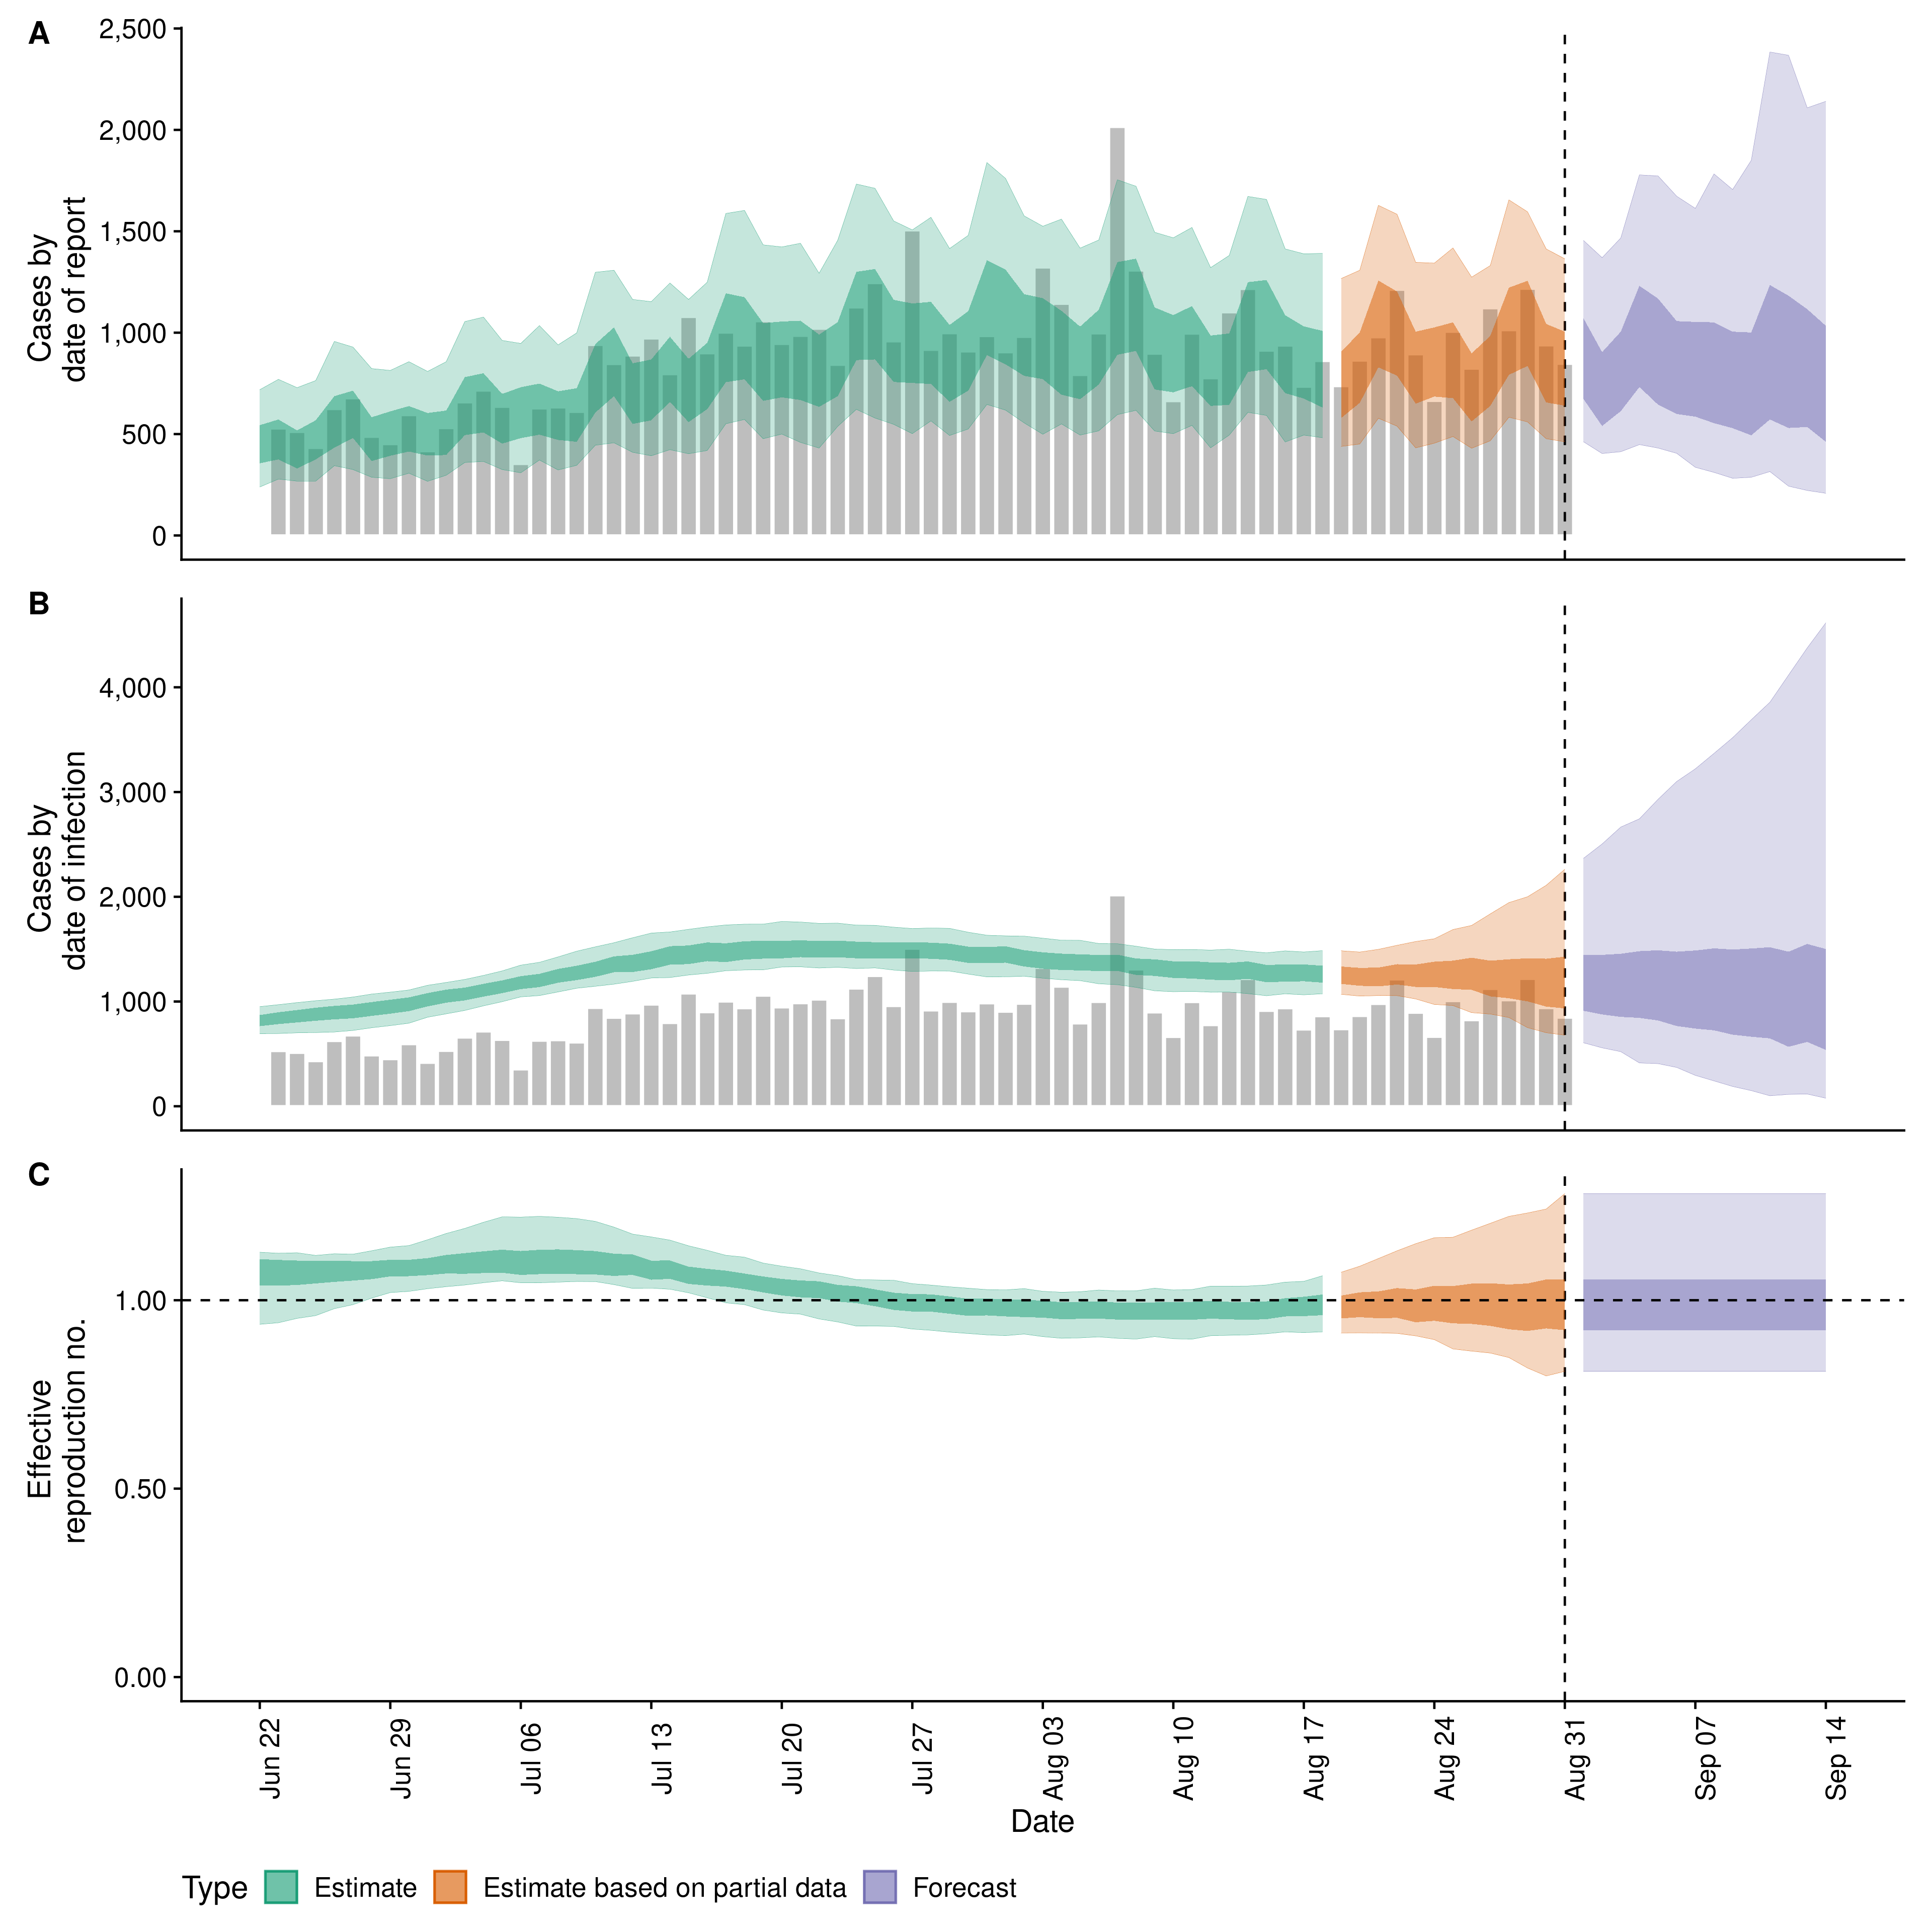 A
2,500
2,000
1,500
1,000
500
0
Cases by
date of report
B
4,000
3,000
2,000
1,000
0
Cases by
date of infection
C
1.00
0.50
0.00
Effective
reproduction no.
Jun 22
Jun 29
Jul 06
Jul 13
Jul 20
Jul 27
Aug 03
Aug 10
Aug 17
Aug 24
Aug 31
Sep 07
Sep 14
Date
Type Estimate Estimate based on partial data Forecast